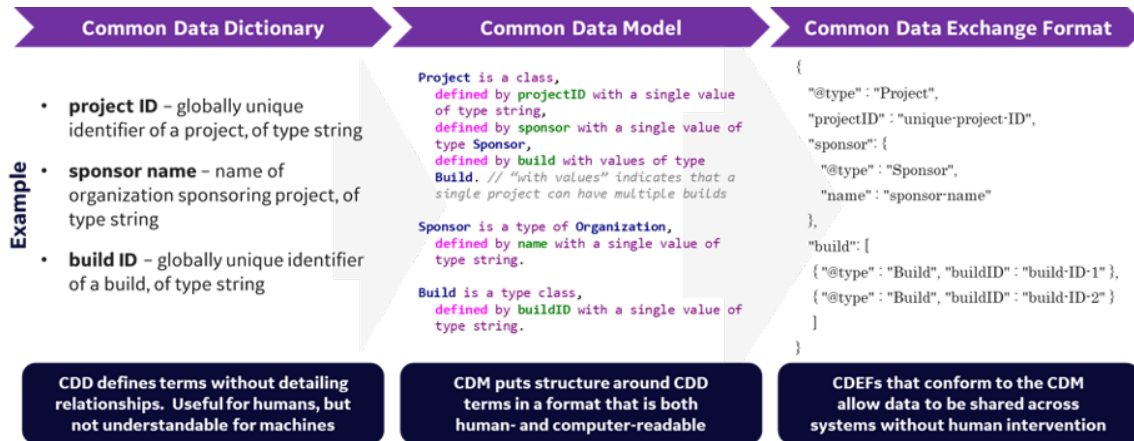 Common Data Dictionary
Common Data Model
Common Data Exchange Format
Example
• project ID – globally unique
identifier of a project, of type string
• sponsor name – name of
organization sponsoring project, of
type string
• build ID – globally unique identifier
of a build, of type string
Project is a class,
defined by projectID with a single value
of type string,
defined by sponsor with a single value of
type Sponsor,
defined by build with values of type
Build. // “with values” indicates that a
single project can have multiple builds
Sponsor is a type of Organization,
defined by name with a single value of
type string.
Build is a type class,
defined by buildID with a single value of
type string.
{
"@type" : "Project",
"projectID" : "unique-project-ID",
"sponsor": {
"@type" : "Sponsor",
"name" : "sponsor-name"
},
"build": [
{ "@type" : "Build", "buildID" : "build-ID-1" },
{ "@type" : "Build", "buildID" : "build-ID-2" }
]
}
CDD defines terms without detailing
relationships. Useful for humans, but
not understandable for machines
CDM puts structure around CDD
terms in a format that is both
human- and computer-readable
CDEFs that conform to the CDM
allow data to be shared across
systems without human intervention